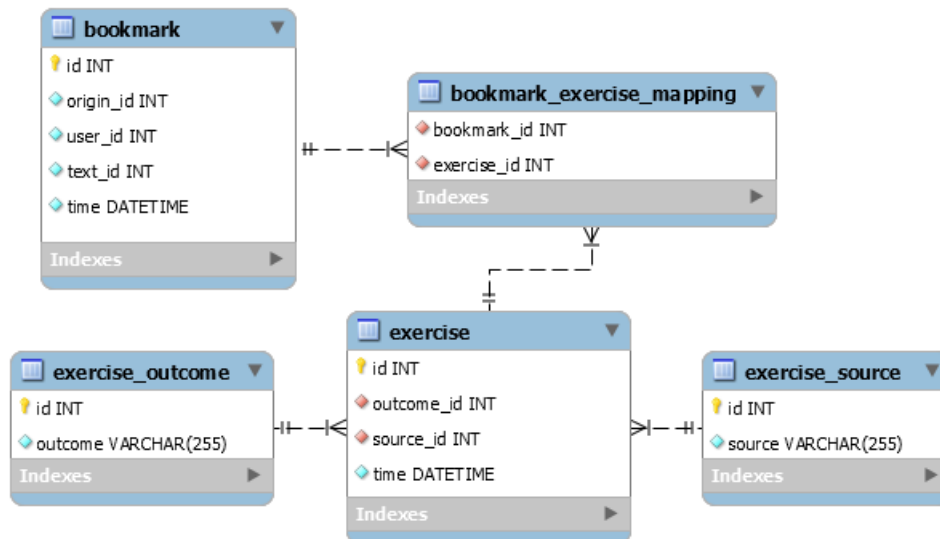 bookmark
id INT
origin_id INT
user_id INT
text_id INT
time DATETIME
Indexes
bookmark_exercise_mapping
bookmark_id INT
exercise_id INT
Indexes
exercise_outcome
id INT
outcome VARCHAR(255)
Indexes
exercise
id INT
outcome_id INT
source_id INT
time DATETIME
Indexes
exercise_source
id INT
source VARCHAR(255)
Indexes